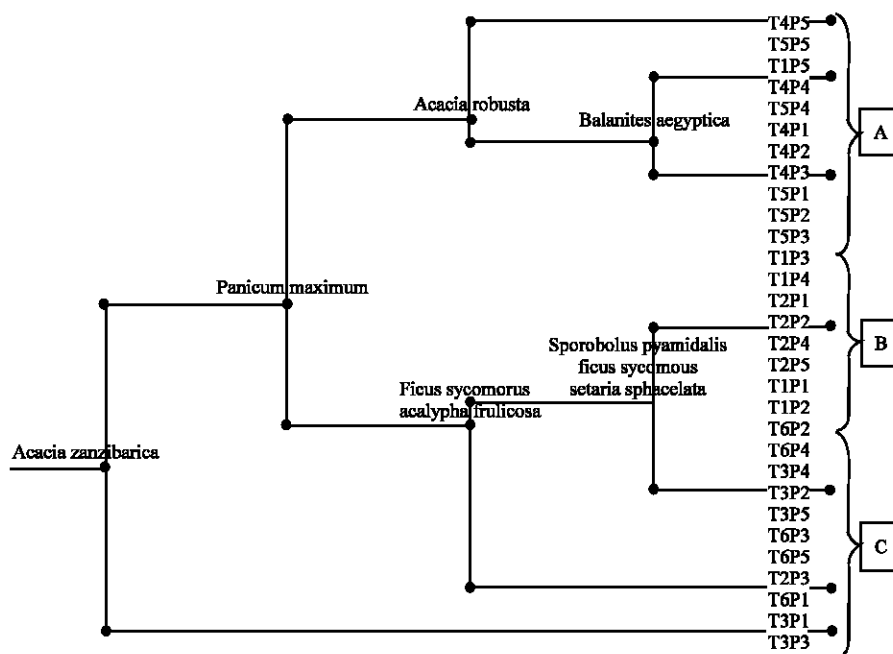 T4P5
T5P5
T1P5
T4P4
Acacia robusta
T5P4
Balanites aegyptica
T4P1
A
T4P2
T4P3
T5P1
T5P2
T5P3
T1P3
T1P4
Panicum maximum
T2P1
T2P2
T2P4
B
Sporobolus pyamidalis
ficus sycomous
setaria sphacelata
T2P5
T1P1
Ficus sycomorus
acalypha frulicosa
T1P2
T6P2
T6P4
Acacia zanzibarica
T3P4
T3P2
T3P5
T6P3
C
T6P5
T2P3
T6P1
T3P1
T3P3